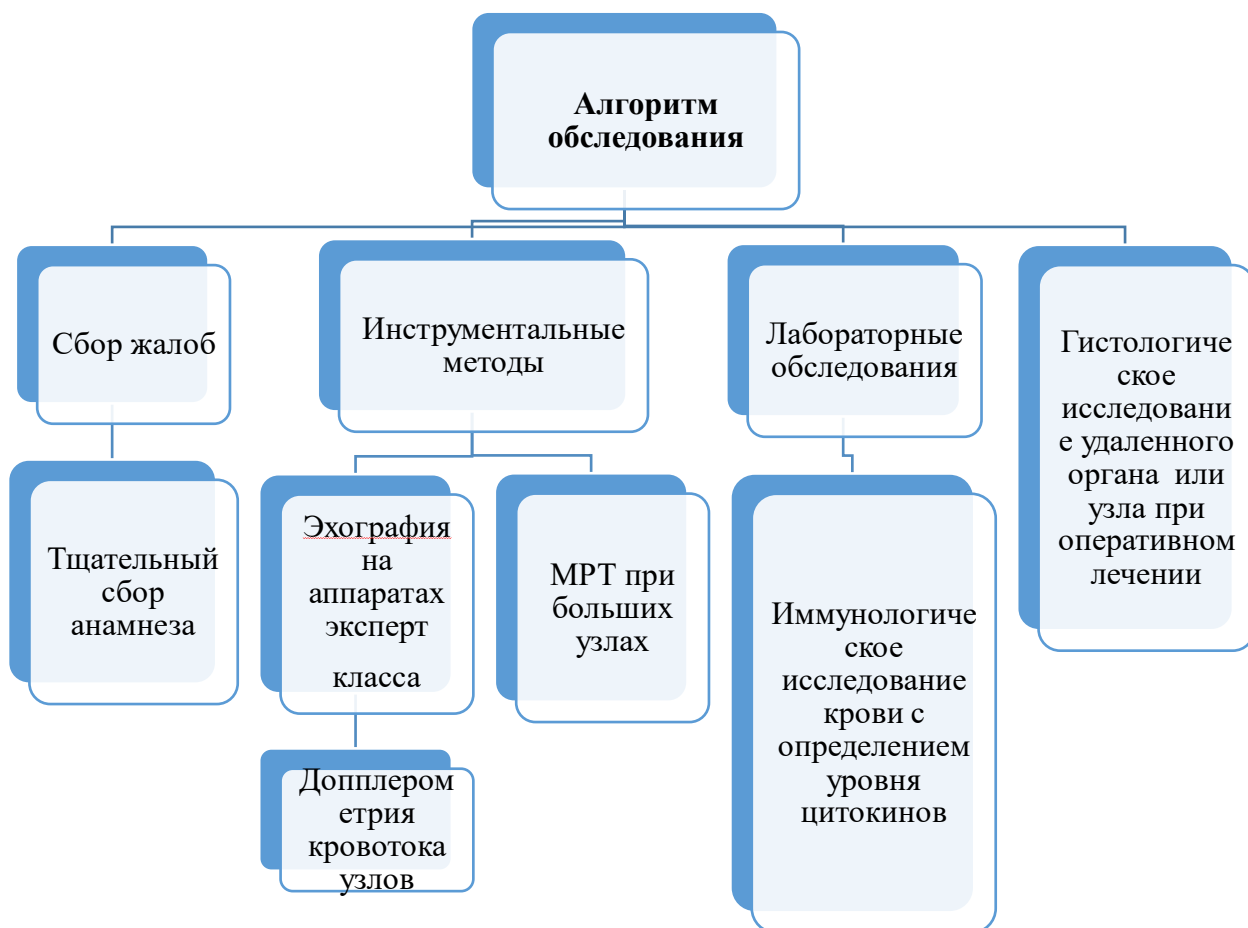 Алгоритм
обследования
Сбор жалоб
Инструментальные
методы
Лабораторные
обследования
Гистологиче
ское
исследовани
е удаленного
органа или
узла при
оперативном
лечении
Тщательный
сбор
анамнеза
Эхография
на
аппаратах
эксперт
класса
МРТ при
больших
узлах
Иммунологиче
ское
исследование
крови с
определением
уровня
цитокинов
Допплером
етрия
кровотока
узлов